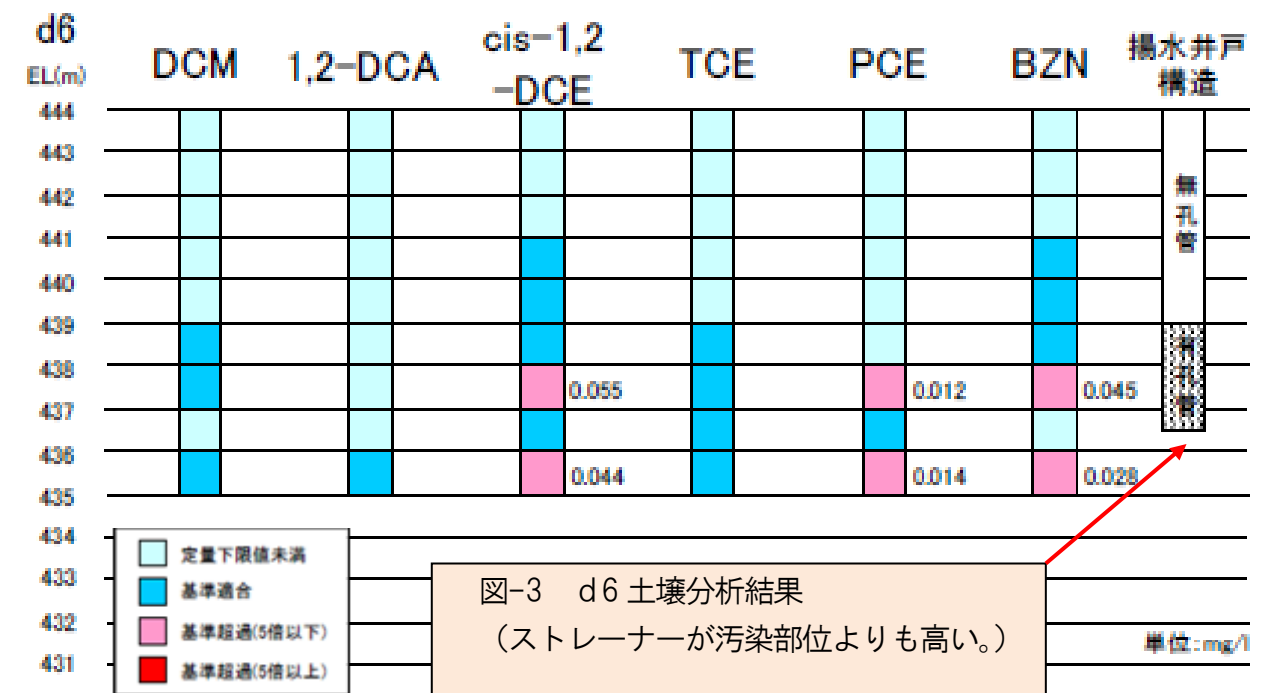 d6
EL(m)
DCM
1,2-DCA
cis-1,2
-DCE
TCE
PCE
BZN
揚水井戸
構造
444
443
442
441
440
439
438
437
436
435
434
433
432
431
無孔管
有孔管
0.055
0.012
0.045
0.044
0.014
0.028
定量下限値未満
基準適合
基準超過(5倍以下)
基準超過(5倍以上)
図-3 d6土壌分析結果
(ストレーナーが汚染部位よりも高い。)
単位:mg/l